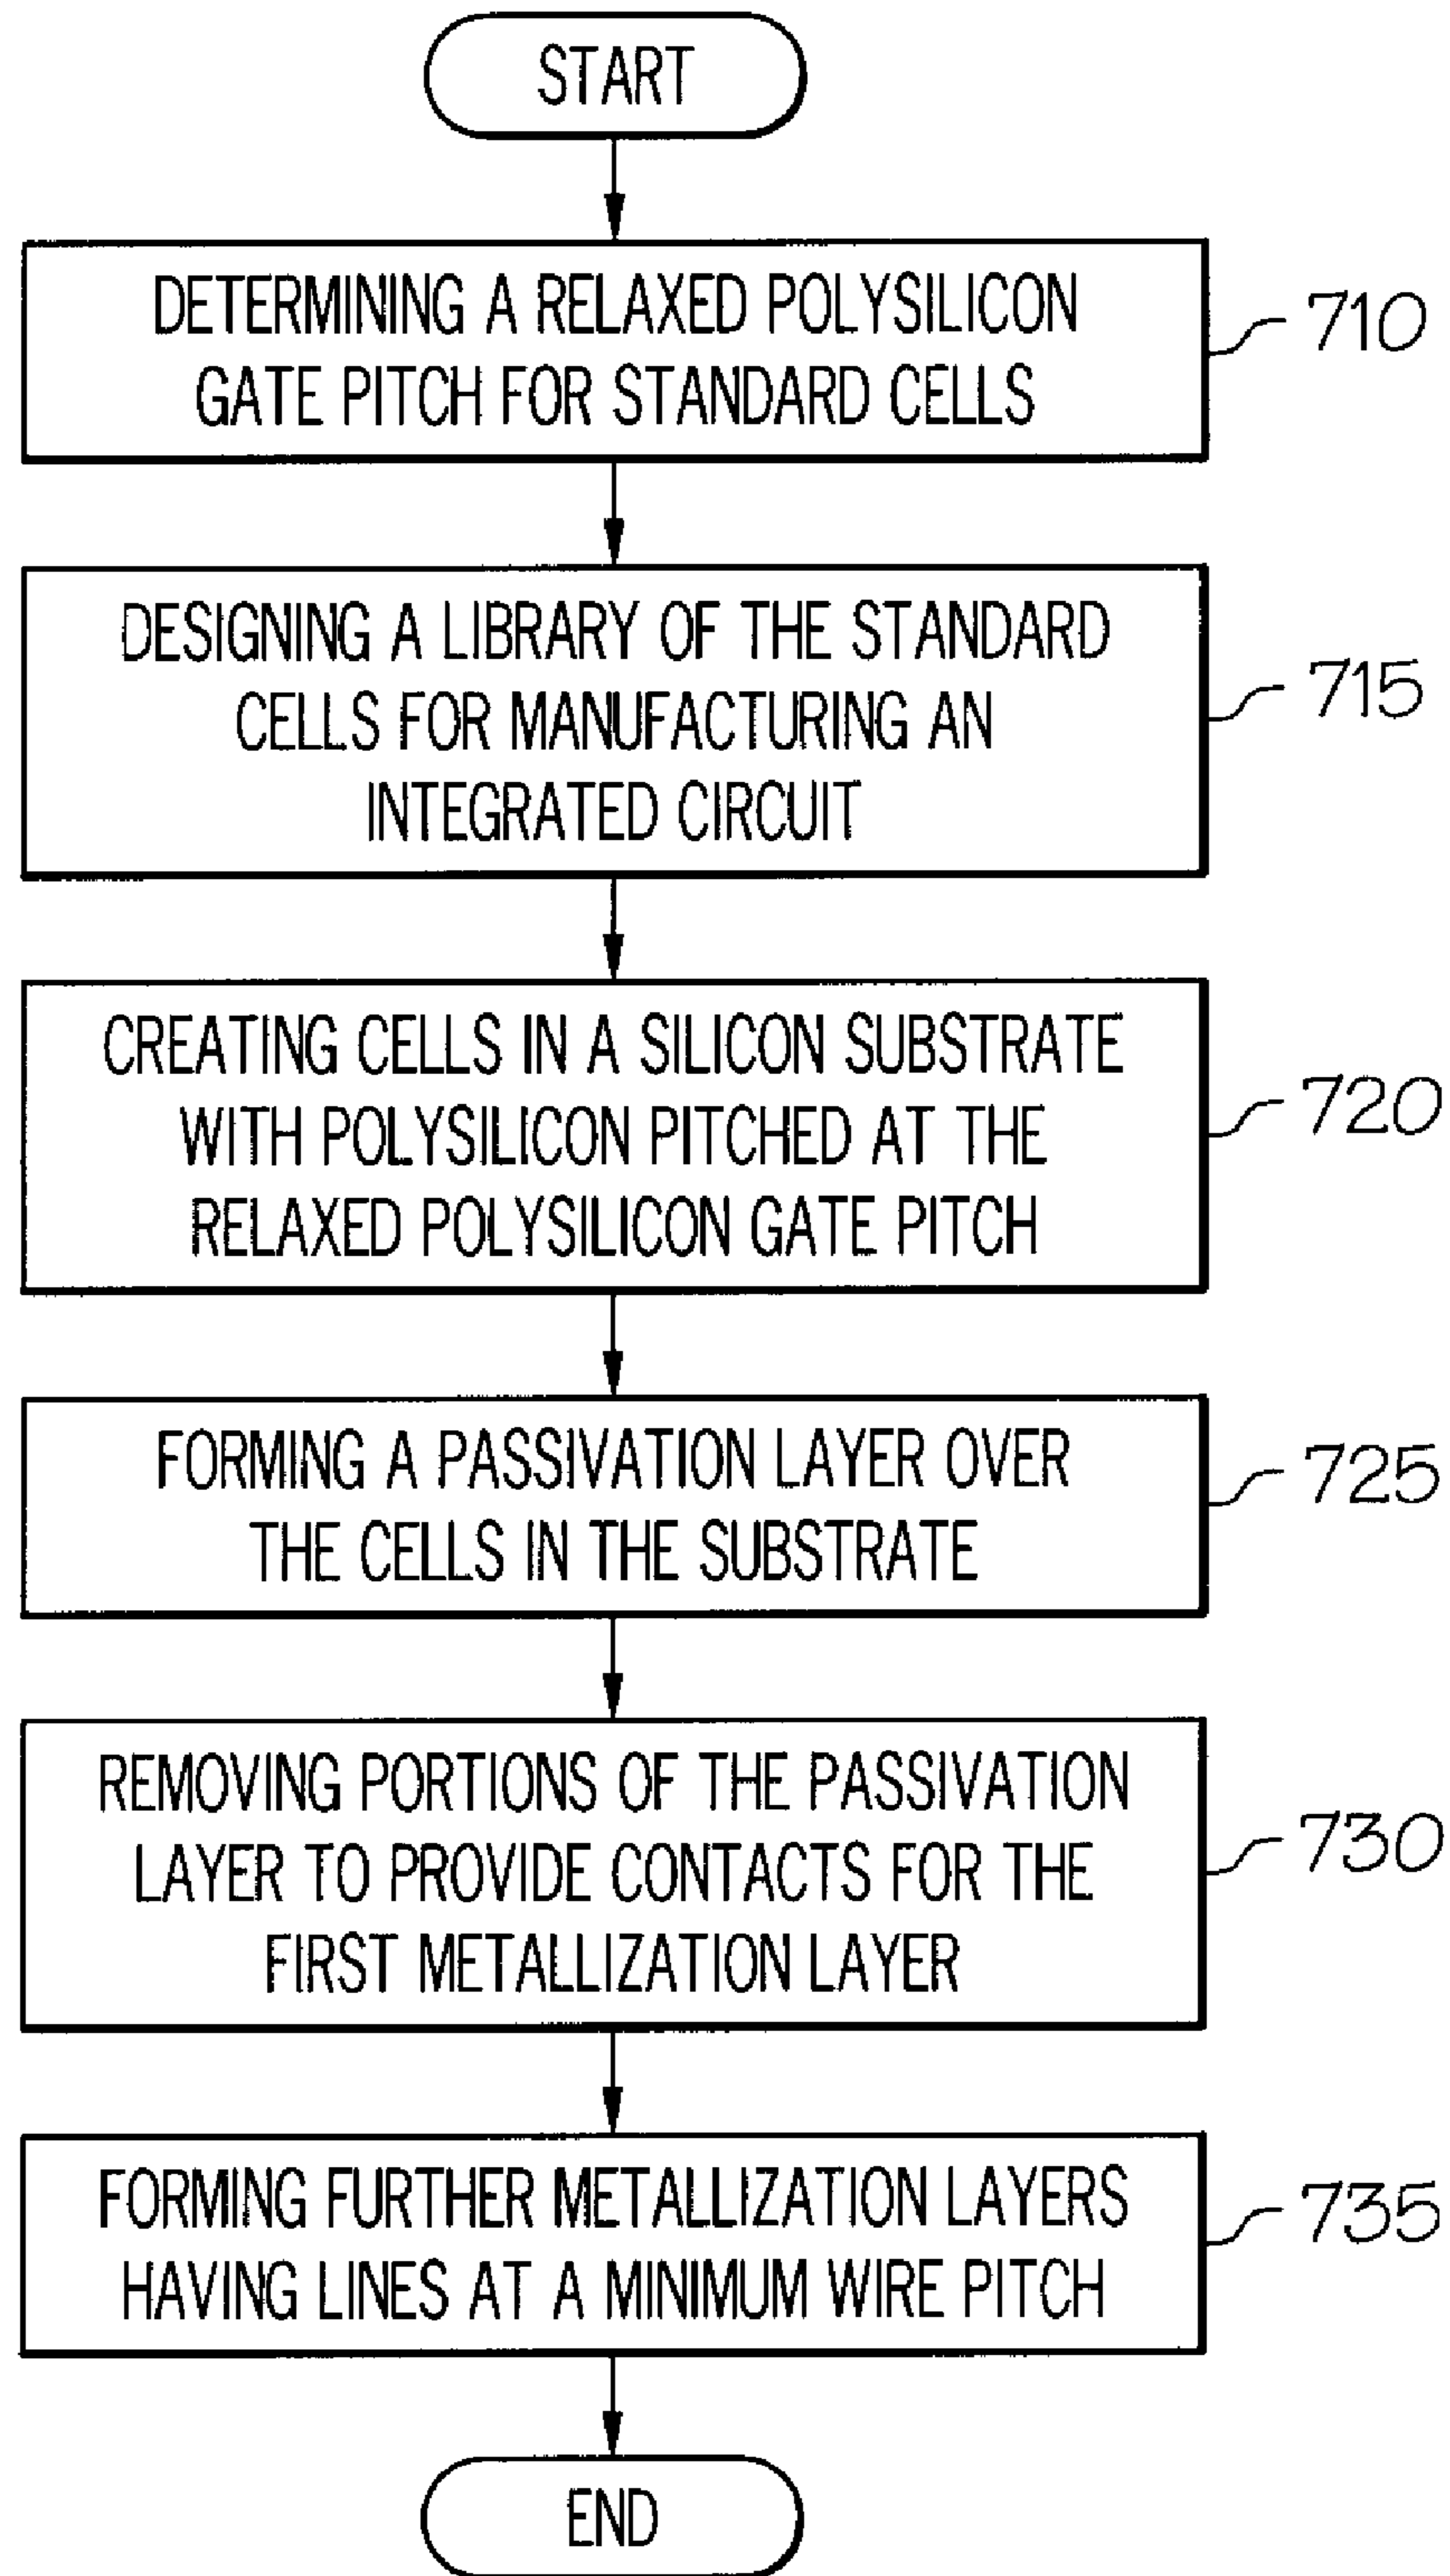 START
DETERMINING A RELAXED POLYSILICON
GATE PITCH FOR STANDARD CELLS
710
DESIGNING A LIBRARY OF THE STANDARD
CELLS FOR MANUFACTURING AN
INTEGRATED CIRCUIT
715
CREATING CELLS IN A SILICON SUBSTRATE
WITH POLYSILICON PITCHED AT THE
RELAXED POLYSILICON GATE PITCH
720
FORMING A PASSIVATION LAYER OVER
THE CELLS IN THE SUBSTRATE
725
REMOVING PORTIONS OF THE PASSIVATION
LAYER TO PROVIDE CONTACTS FOR THE
FIRST METALLIZATION LAYER
730
FORMING FURTHER METALLIZATION LAYERS
HAVING LINES AT A MINIMUM WIRE PITCH
735
END